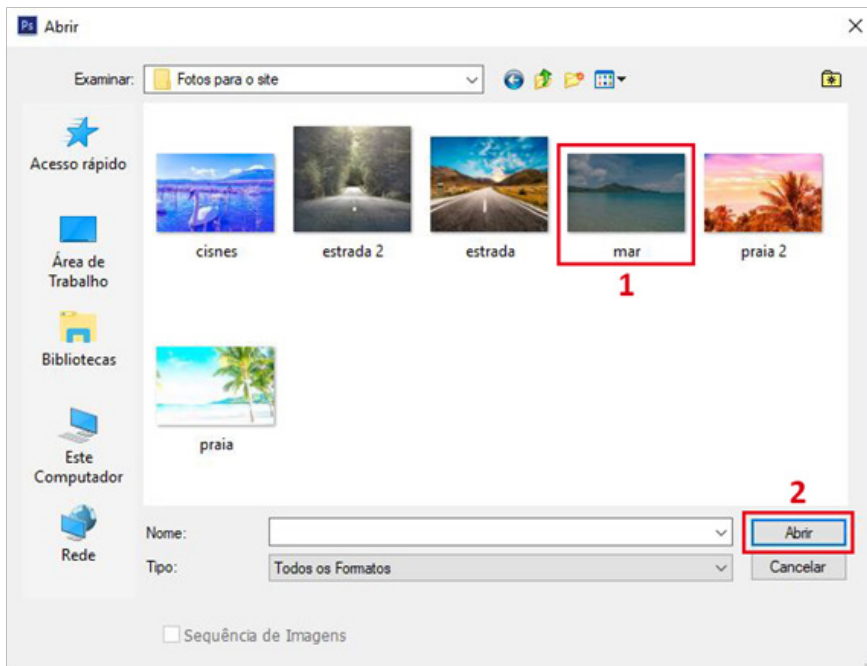 Ps Abrir
Examinar: Fotos para o site
Acesso rápido
Área de
Trabalho
Bibliotecas
Este
Computador
Rede
cisnes
estrada 2
estrada
mar
praia 2
1
praia
2
Nome:
Abrir
Tipo: Todos os Formatos
Cancelar
Sequência de Imagens